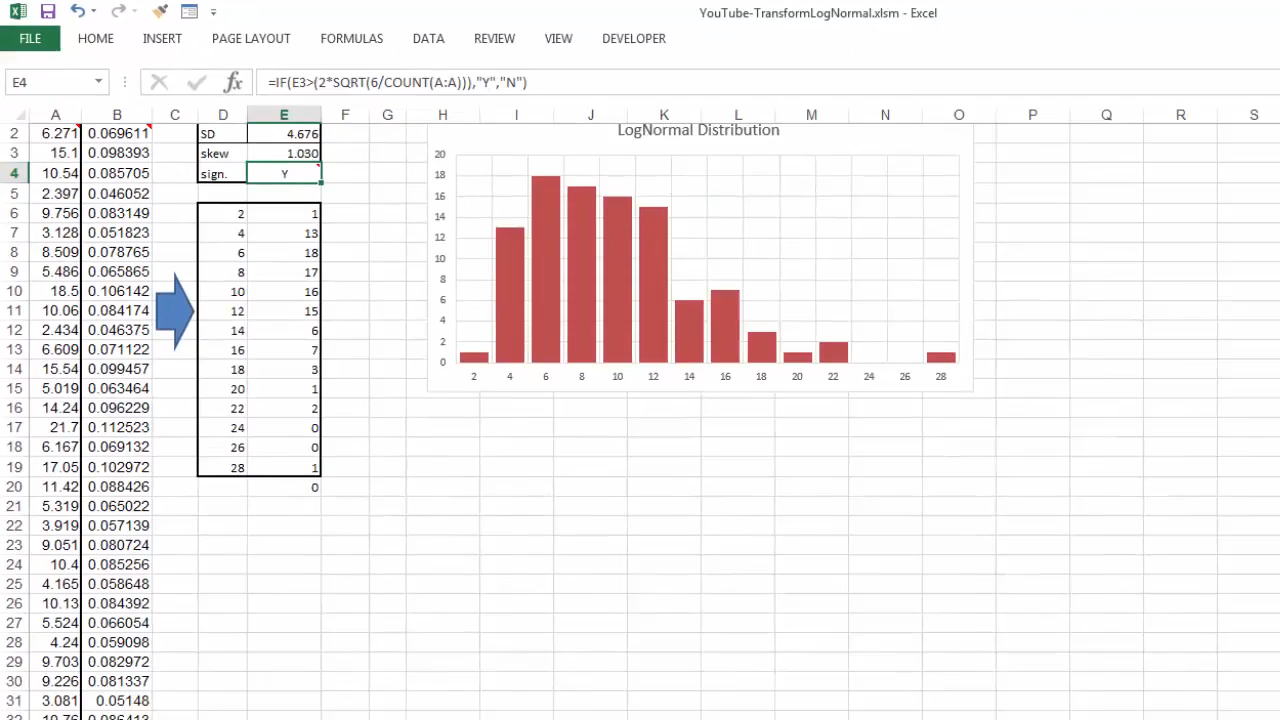 YouTube-TransformLogNormal.xlsm - Excel
FILE HOME INSERT PAGE LAYOUT FORMULAS DATA REVIEW VIEW DEVELOPER
E4 fx =IF(E3>(2*SQRT(6/COUNT(A:A))),"Y","N")
A B C D E F G H I J K L M N O P Q R S
2 6.271 0.069611 SD 4.676
3 15.1 0.098393 skew 1.030
4 10.54 0.085705 sign. Y
5 2.397 0.046052
6 9.756 0.083149 2 1
7 3.128 0.051823 4 13
8 8.509 0.078765 6 18
9 5.486 0.065865 8 17
10 18.5 0.106142 10 16
11 10.06 0.084174 12 15
12 2.434 0.046375 14 6
13 6.609 0.071122 16 7
14 15.54 0.099457 18 3
15 5.019 0.063464 20 1
16 14.24 0.096229 22 2
17 21.7 0.112523 24 0
18 6.167 0.069132 26 0
19 17.05 0.102972 28 1
20 11.42 0.088426 0
21 5.319 0.065022
22 3.919 0.057139
23 9.051 0.080724
24 10.4 0.085256
25 4.165 0.058648
26 10.13 0.084392
27 5.524 0.066054
28 4.24 0.059098
29 9.703 0.082972
30 9.226 0.081337
31 3.081 0.05148
LogNormal Distribution
20
18
16
14
12
10
8
6
4
2
0
2 4 6 8 10 12 14 16 18 20 22 24 26 28